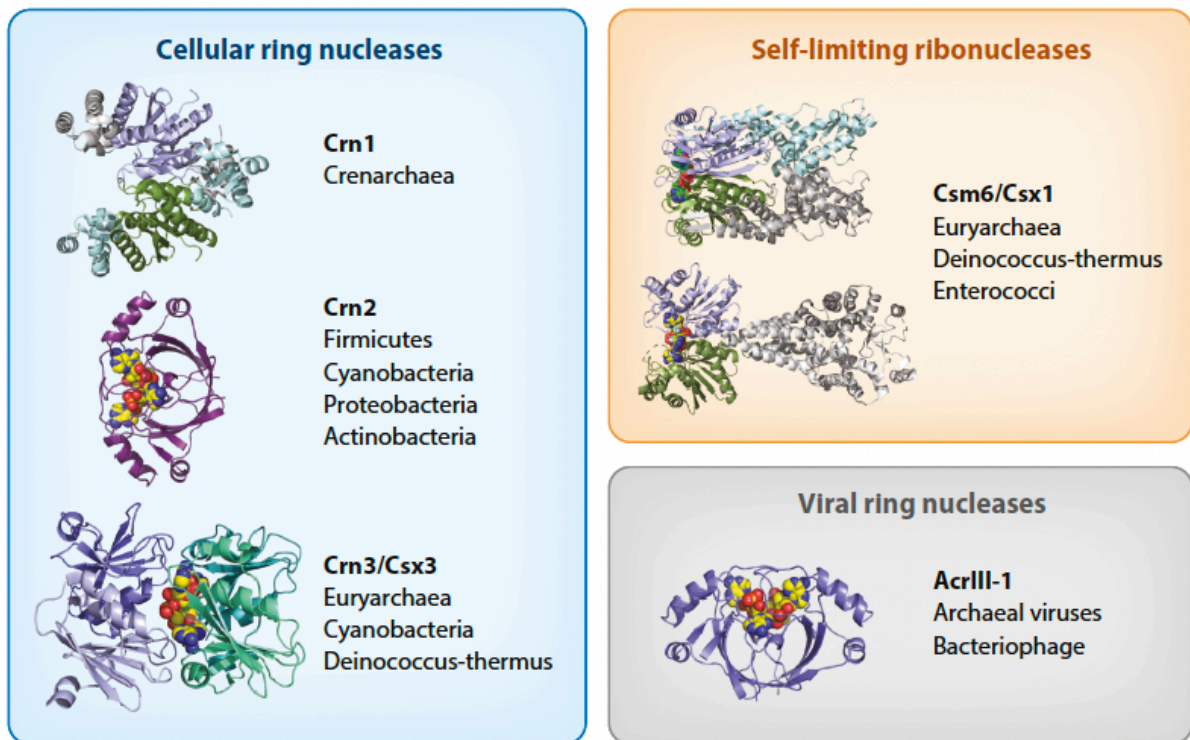 Cellular ring nucleases
Crn1
Crenarchaea
Crn2
Firmicutes
Cyanobacteria
Proteobacteria
Actinobacteria
Crn3/Csx3
Euryarchaea
Cyanobacteria
Deinococcus-thermus
Self-limiting ribonucleases
Csm6/Csx1
Euryarchaea
Deinococcus-thermus
Enterococci
Viral ring nucleases
AcrIII-1
Archaeal viruses
Bacteriophage